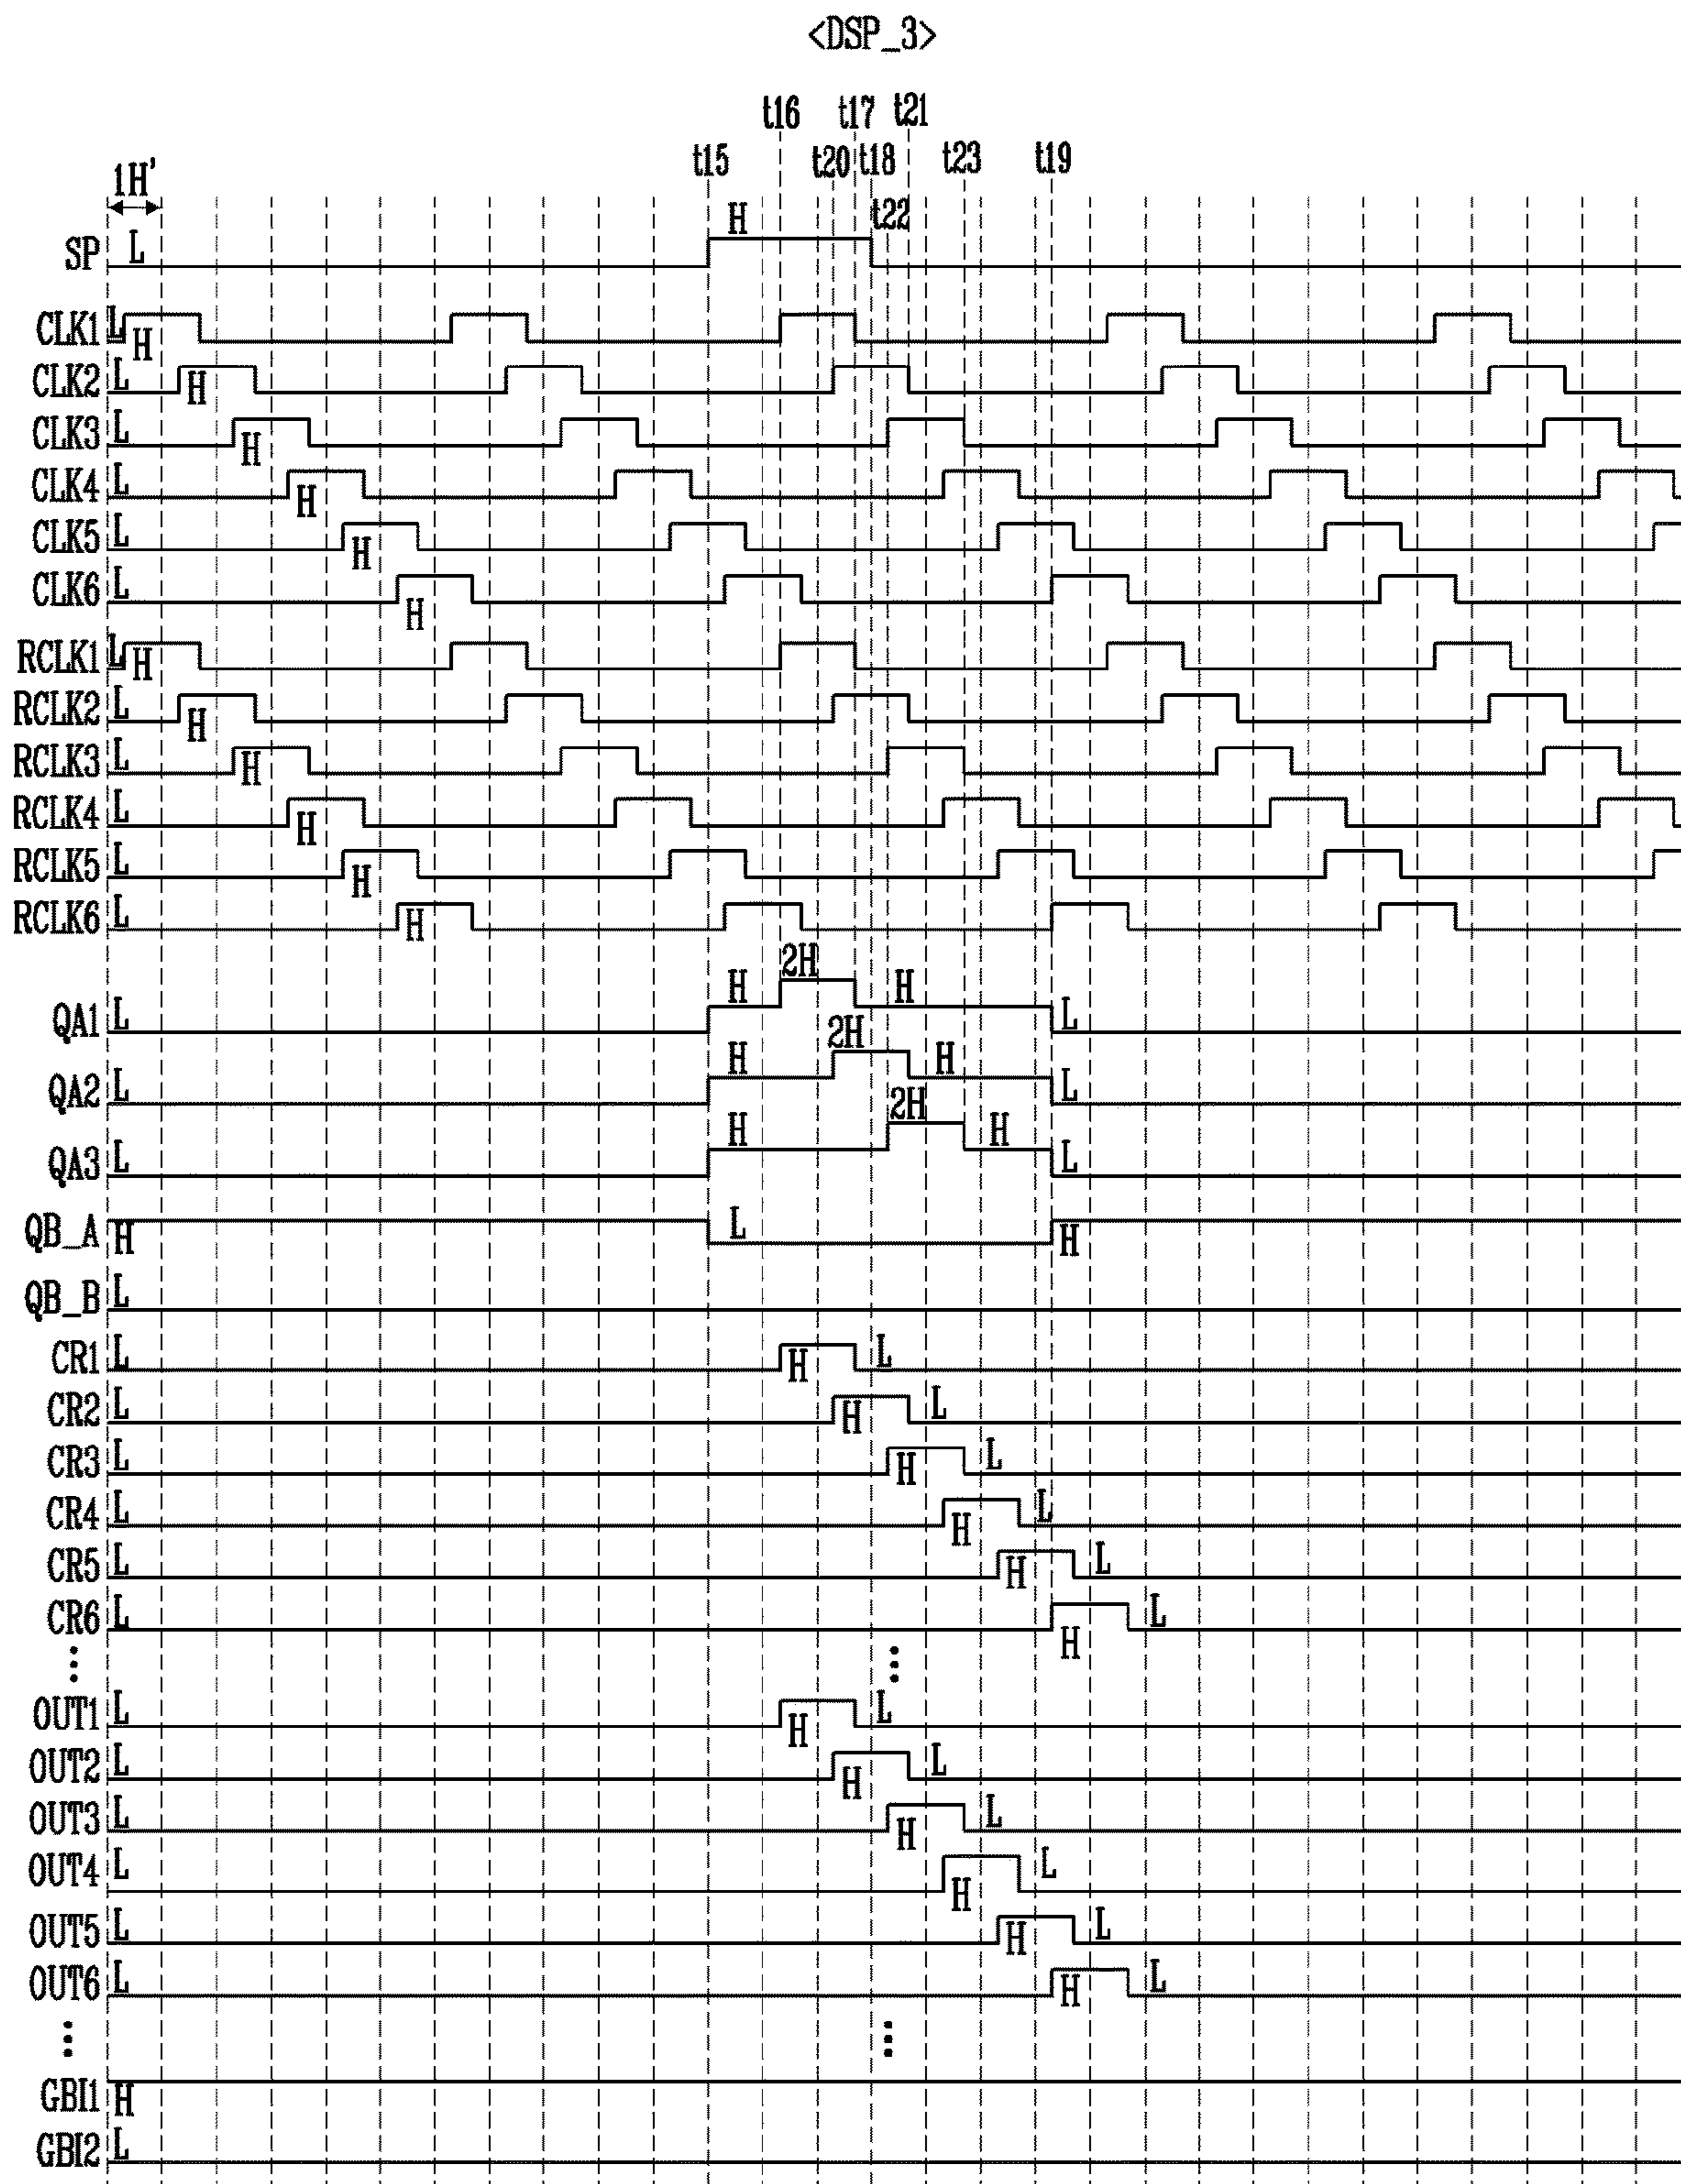 <DSP_3>
t16 t17 t21
t15 t20 t18 t23 t19
1H'
t22
SP L H
CLK1 L H
CLK2 L H
CLK3 L H
CLK4 L H
CLK5 L H
CLK6 L H
RCLK1 L H
RCLK2 L H
RCLK3 L H
RCLK4 L H
RCLK5 L H
RCLK6 L H
QA1 L H 2H H L
QA2 L H 2H H L
QA3 L H 2H H L
QB_A H L H
QB_B L
CR1 L H L
CR2 L H L
CR3 L H L
CR4 L H L
CR5 L H L
CR6 L H L
⋮ ⋮
OUT1 L H L
OUT2 L H L
OUT3 L H L
OUT4 L H L
OUT5 L H L
OUT6 L H L
⋮ ⋮
GBI1 H
GBI2 L